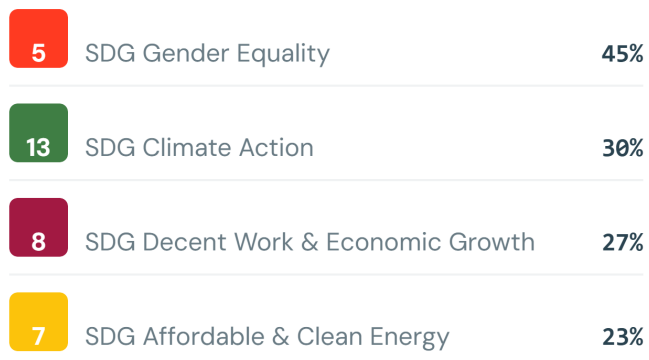 5 SDG Gender Equality 45%
13 SDG Climate Action 30%
8 SDG Decent Work & Economic Growth 27%
7 SDG Affordable & Clean Energy 23%